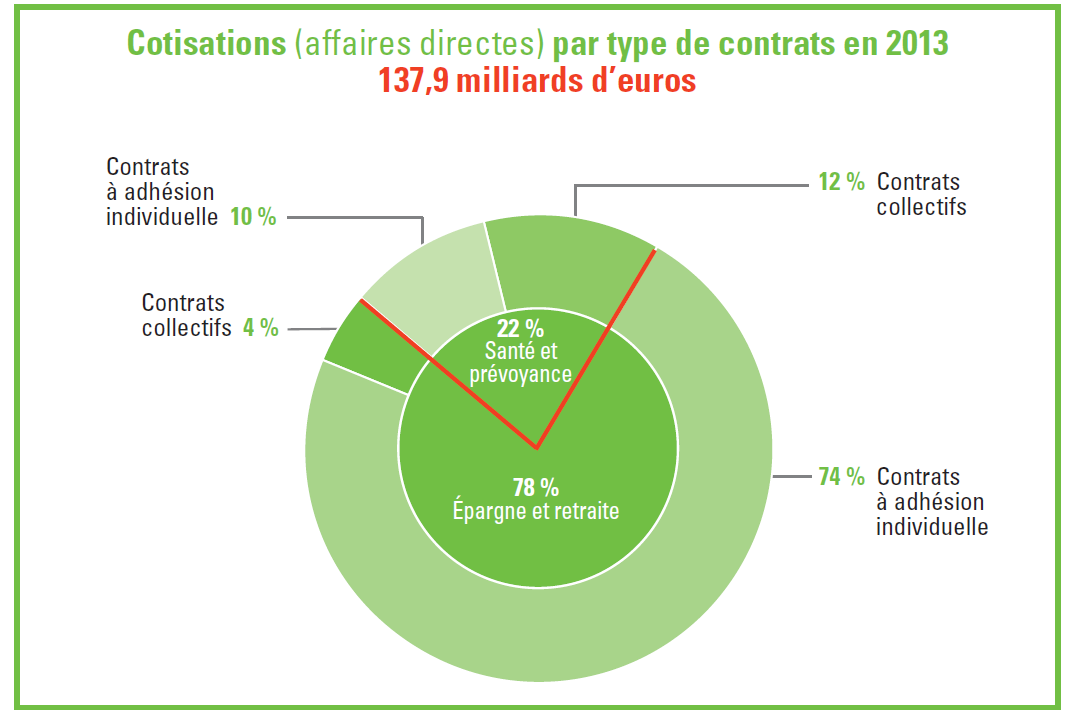 Cotisations (affaires directes) par type de contrats en 2013
137,9 milliards d’euros
Contrats
à adhésion
individuelle 10 %
12 % Contrats
collectifs
Contrats
collectifs 4 %
22 %
Santé et
prévoyance
74 % Contrats
à adhésion
individuelle
78 %
Épargne et retraite